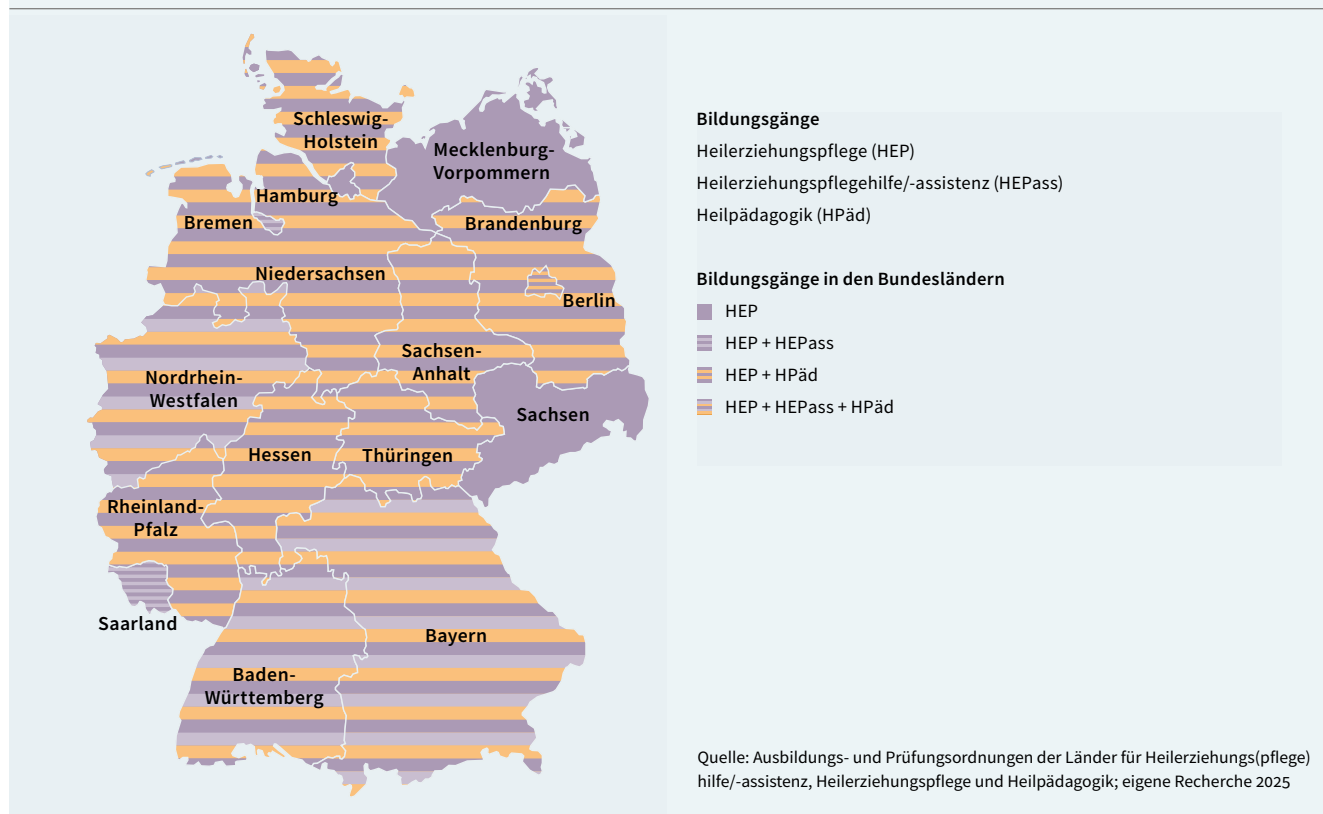 Schleswig-
Holstein
Mecklenburg-
Vorpommern
Hamburg
Bremen
Brandenburg
Niedersachsen
Berlin
Sachsen-
Anhalt
Nordrhein-
Westfalen
Sachsen
Hessen
Thüringen
Rheinland-
Pfalz
Saarland
Bayern
Baden-
Württemberg
Bildungsgänge
Heilerziehungspflege (HEP)
Heilerziehungspflegehilfe/-assistenz (HEPass)
Heilpädagogik (HPäd)
Bildungsgänge in den Bundesländern
HEP
HEP + HEPass
HEP + HPäd
HEP + HEPass + HPäd
Quelle: Ausbildungs- und Prüfungsordnungen der Länder für Heilerziehungs(pflege)
hilfe/-assistenz, Heilerziehungspflege und Heilpädagogik; eigene Recherche 2025